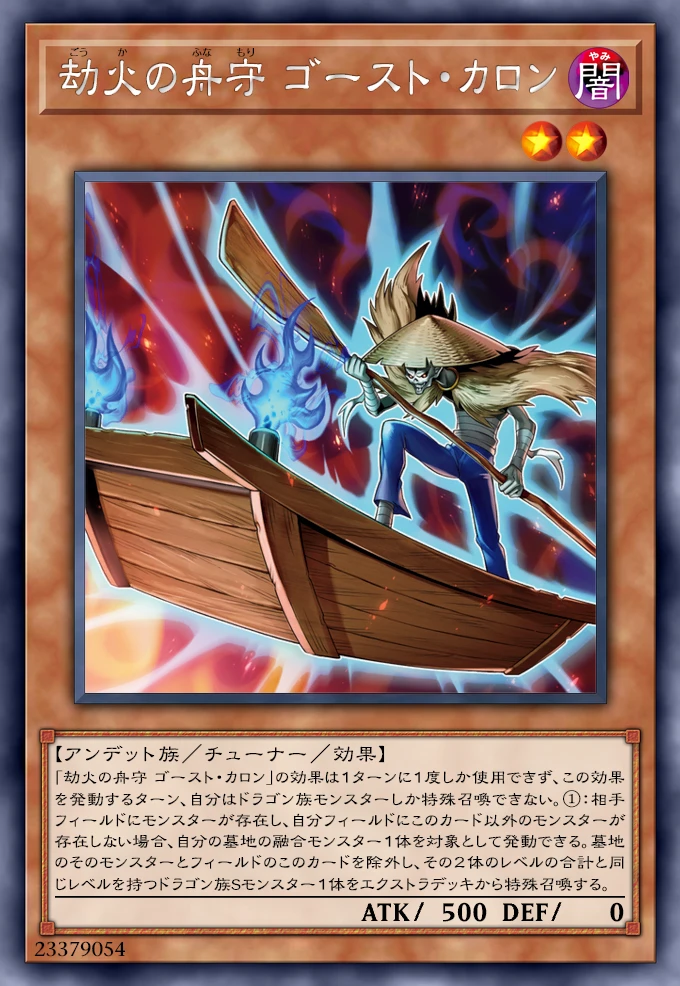 ごう か ふな もり
劫火の舟守 ゴースト・カロン
やみ
闇
【アンデット族／チューナー／効果】
「劫火の舟守 ゴースト・カロン」の効果は１ターンに１度しか使用できず、この効果
を発動するターン、自分はドラゴン族モンスターしか特殊召喚できない。①：相手
フィールドにモンスターが存在し、自分フィールドにこのカード以外のモンスターが
存在しない場合、自分の墓地の融合モンスター１体を対象として発動できる。墓地
のそのモンスターとフィールドのこのカードを除外し、その２体のレベルの合計と同
じレベルを持つドラゴン族Sモンスター１体をエクストラデッキから特殊召喚する。
ATK/ 500 DEF/ 0
23379054